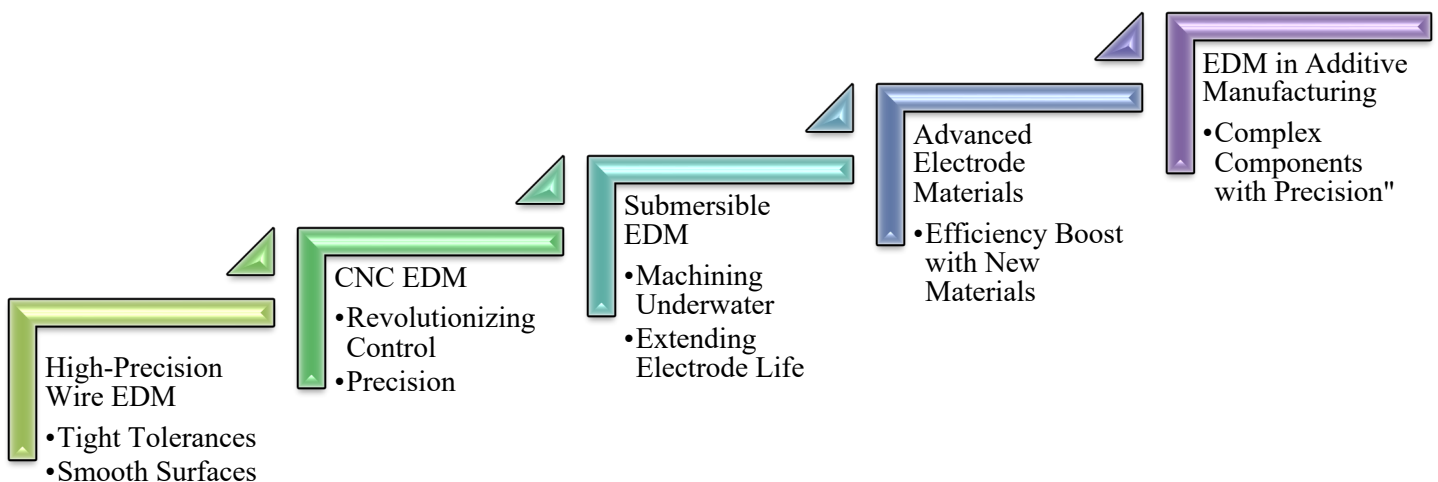 High-Precision
Wire EDM
•Tight Tolerances
•Smooth Surfaces
CNC EDM
•Revolutionizing
Control
•Precision
Submersible
EDM
•Machining
Underwater
•Extending
Electrode Life
Advanced
Electrode
Materials
•Efficiency Boost
with New
Materials
EDM in Additive
Manufacturing
•Complex
Components
with Precision"